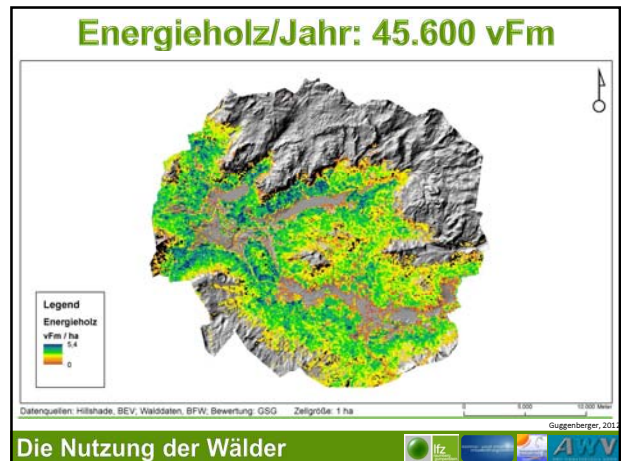 Energieholz/Jahr: 45.600 vFm
Legend
Energieholz
vFm / ha
5,4
0
Datenquellen: Hillshade, BEV; Walddaten, BFW; Bewertung: GSG Zellgröße: 1 ha
0 5.000 10.000 Meter
Guggenberger, 2012
Die Nutzung der Wälder
lfz
AWV